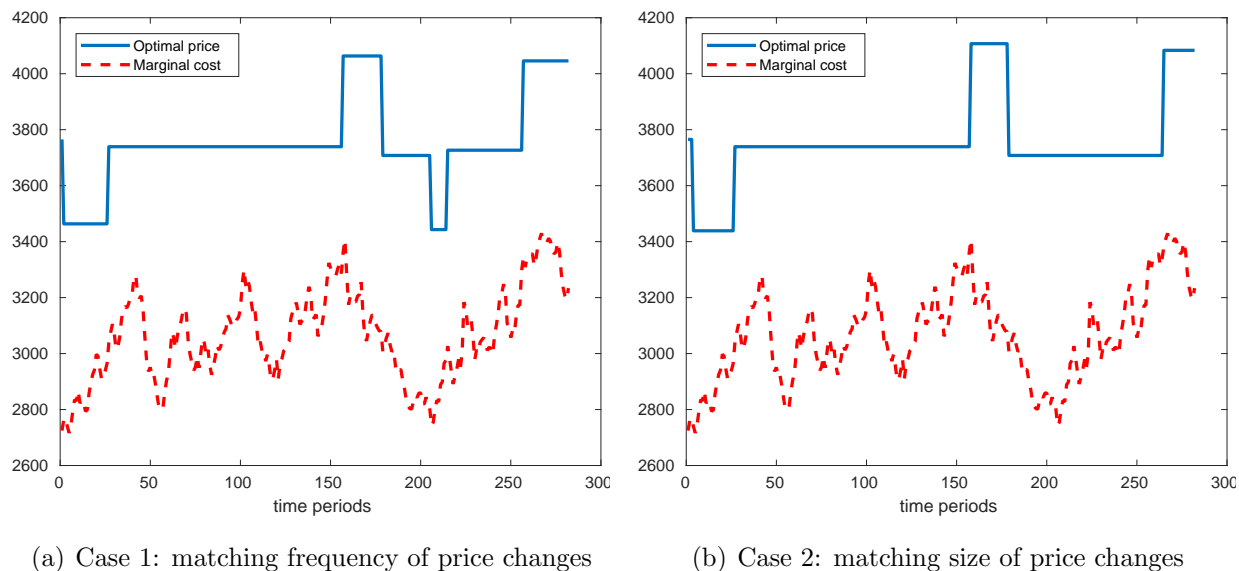 4200
4000
3800
3600
3400
3200
3000
2800
2600
0 50 100 150 200 250 300
time periods
Optimal price
Marginal cost
(a) Case 1: matching frequency of price changes
4200
4000
3800
3600
3400
3200
3000
2800
2600
0 50 100 150 200 250 300
time periods
Optimal price
Marginal cost
(b) Case 2: matching size of price changes